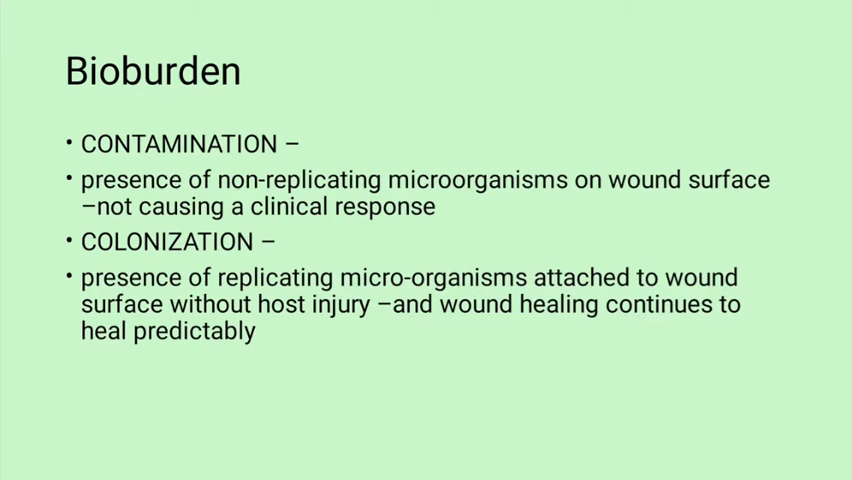 Bioburden
• CONTAMINATION –
• presence of non-replicating microorganisms on wound surface
–not causing a clinical response
• COLONIZATION –
• presence of replicating micro-organisms attached to wound
surface without host injury –and wound healing continues to
heal predictably